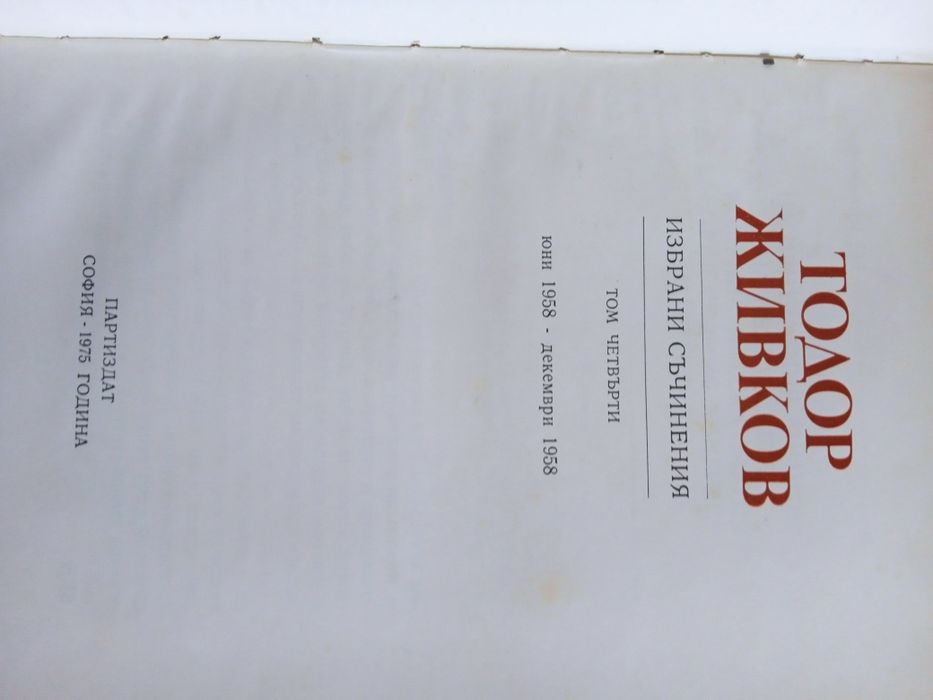 ТОДОР
ЖИВКОВ
ИЗБРАНИ СЪЧИНЕНИЯ
ТОМ ЧЕТВЪРТИ
юни 1958 - декември 1958
ПАРТИЗДАТ
СОФИЯ - 1975 ГОДИНА